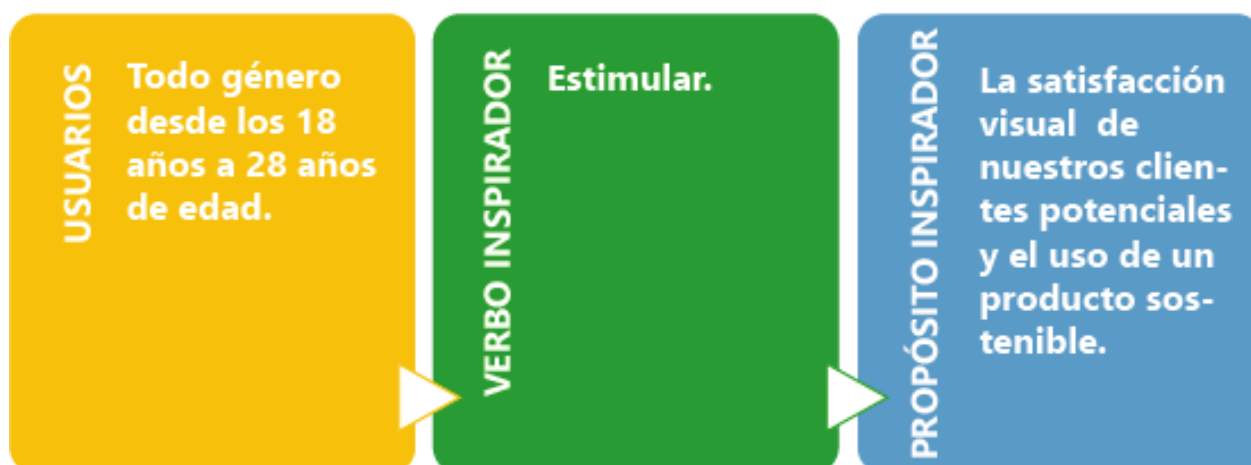 USUARIOS
Todo género
desde los 18
años a 28 años
de edad.
VERBO INSPIRADOR
Estimular.
PROPÓSITO INSPIRADOR
La satisfacción
visual de
nuestros clien-
tes potenciales
y el uso de un
producto sos-
tenible.